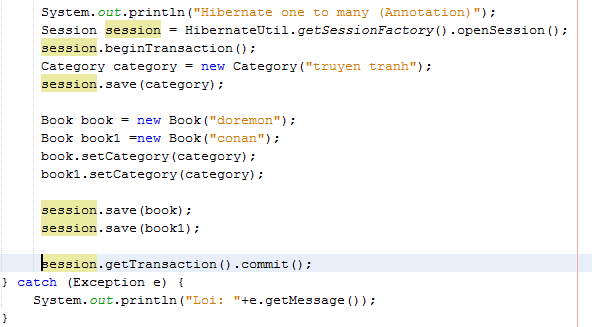 System.out.println("Hibernate one to many (Annotation)");
Session session = HibernateUtil.getSessionFactory().openSession();
session.beginTransaction();
Category category = new Category("truyen tranh");
session.save(category);
Book book = new Book("doremon");
Book book1 =new Book("conan");
book.setCategory(category);
book1.setCategory(category);
session.save(book);
session.save(book1);
session.getTransaction().commit();
} catch (Exception e) {
System.out.println("Loi: "+e.getMessage());
}